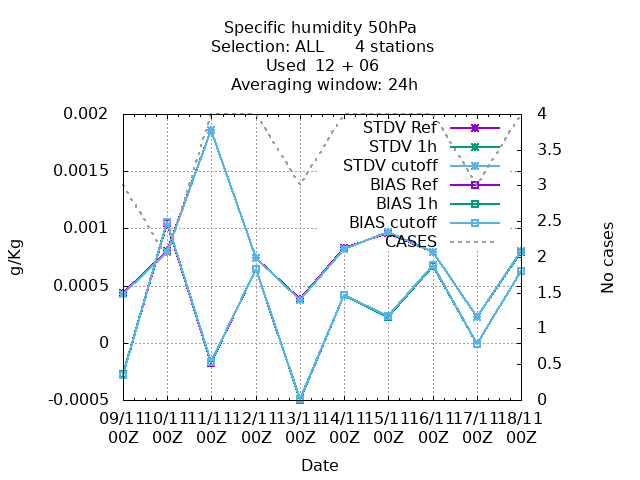 Specific humidity 50hPa
Selection: ALL 4 stations
Used 12 + 06
Averaging window: 24h
0.002
0.0015
0.001
0.0005
0
-0.0005
g/Kg
STDV Ref
STDV 1h
STDV cutoff
BIAS Ref
BIAS 1h
BIAS cutoff
CASES
4
3.5
3
2.5
2
1.5
1
0.5
0
No cases
09/11 10/11 11/11 12/11 13/11 14/11 15/11 16/11 17/11 18/11
00Z 00Z 00Z 00Z 00Z 00Z 00Z 00Z 00Z 00Z
Date